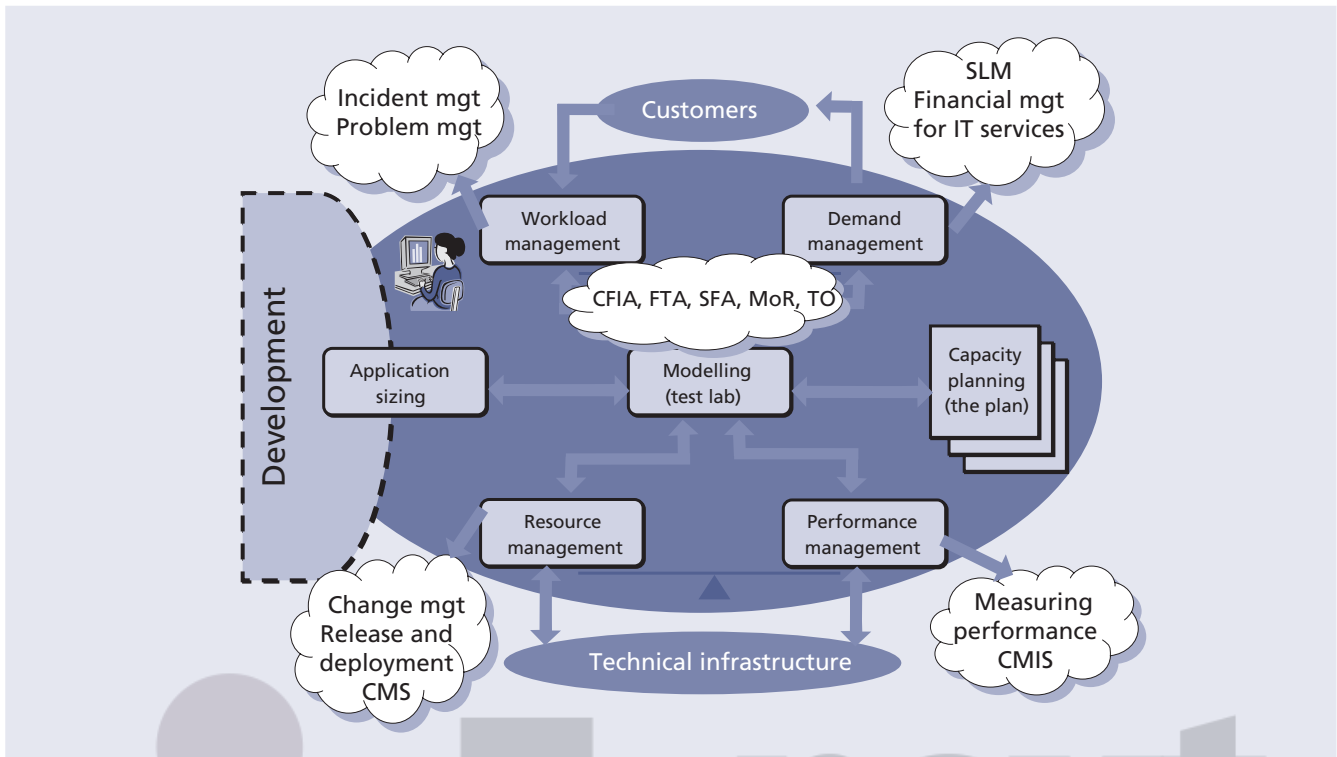 Incident mgt
Problem mgt
Customers
SLM
Financial mgt
for IT services
Workload
management
Demand
management
CFIA, FTA, SFA, MoR, TO
Development
Application
sizing
Modelling
(test lab)
Capacity
planning
(the plan)
Resource
management
Performance
management
Change mgt
Release and
deployment
CMS
Technical infrastructure
Measuring
performance
CMIS